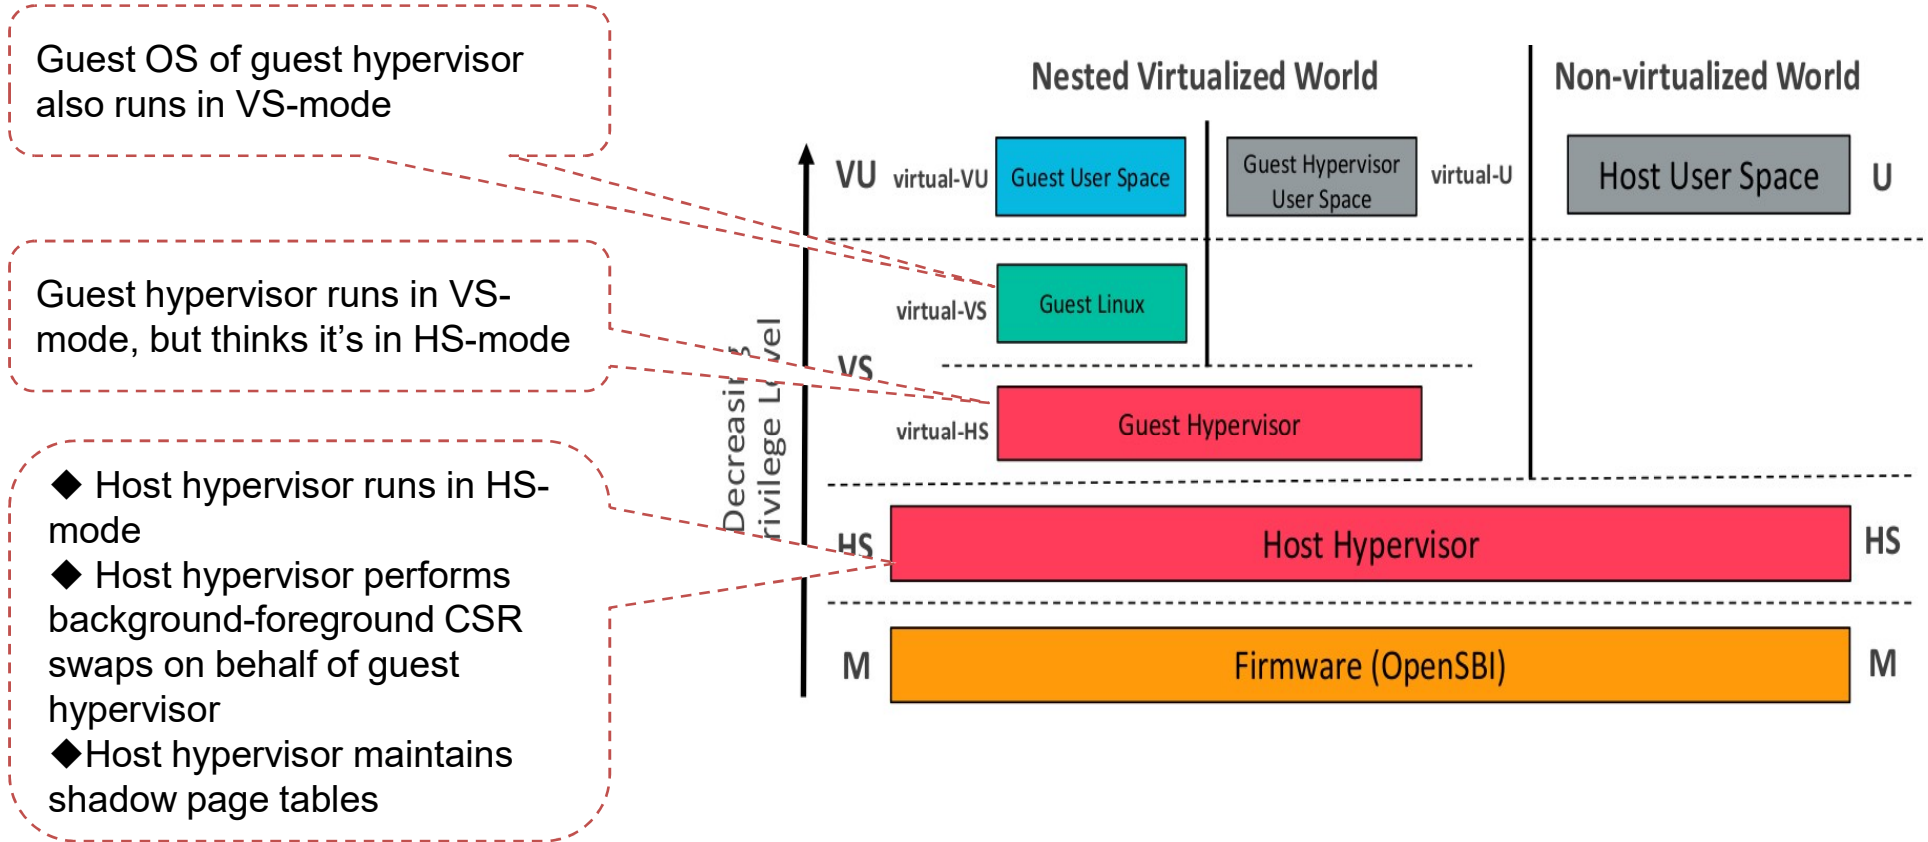 Guest OS of guest hypervisor
also runs in VS-mode
Guest hypervisor runs in VS-
mode, but thinks it’s in HS-mode
◆ Host hypervisor runs in HS-
mode
◆ Host hypervisor performs
background-foreground CSR
swaps on behalf of guest
hypervisor
◆Host hypervisor maintains
shadow page tables
Nested Virtualized World
Non-virtualized World
VU
virtual-VU
Guest User Space
Guest Hypervisor
User Space
virtual-U
Host User Space
U
virtual-VS
Guest Linux
VS
virtual-HS
Guest Hypervisor
Decreasing
rivilege Level
HS
Host Hypervisor
HS
M
Firmware (OpenSBI)
M